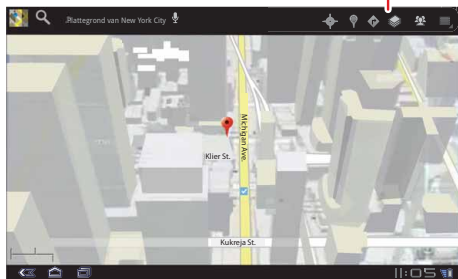 .Plattegrond van New York City
Michigan Ave.
Klier St.
Kukreja St.
11:05